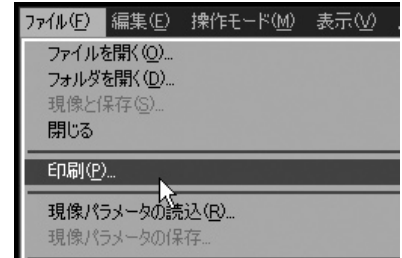 ファイル(F) 編集(E) 操作モード(M) 表示(V)
ファイルを開く(O)...
フォルダを開く(D)...
現像と保存(S)...
閉じる
印刷(P)...
現像パラメータの読込(R)...
現像パラメータの保存...